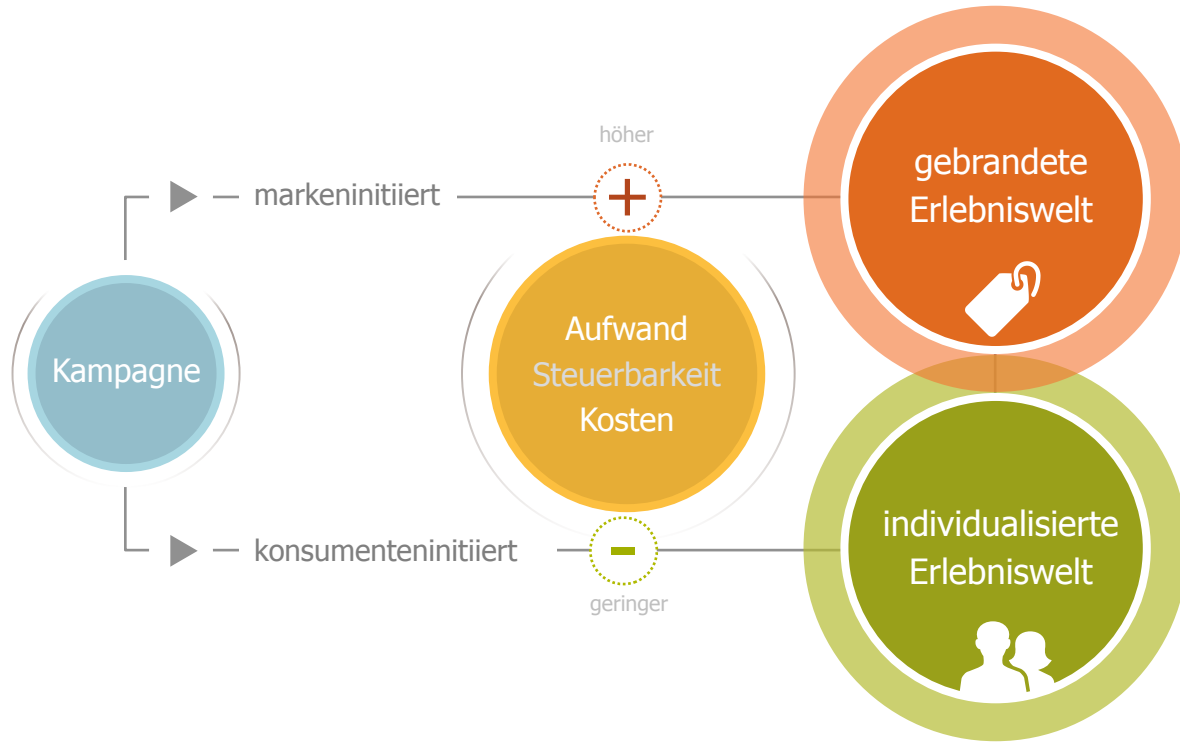 höher
markeninitiiert
+
gebrandete
Erlebniswelt
Kampagne
Aufwand
Steuerbarkeit
Kosten
konsumenteninitiiert
-
geringer
individualisierte
Erlebniswelt